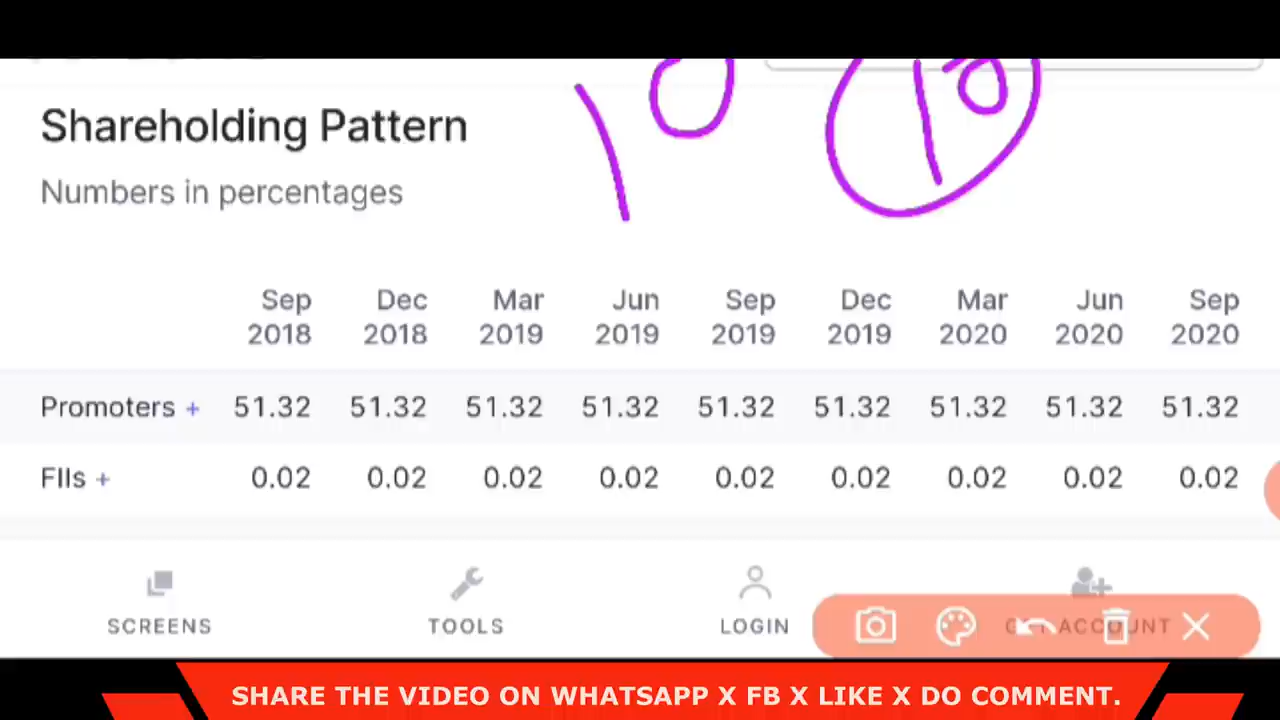 10 10
Shareholding Pattern
Numbers in percentages
Sep Dec Mar Jun Sep Dec Mar Jun Sep
2018 2018 2019 2019 2019 2019 2020 2020 2020
Promoters + 51.32 51.32 51.32 51.32 51.32 51.32 51.32 51.32 51.32
FIIs + 0.02 0.02 0.02 0.02 0.02 0.02 0.02 0.02 0.02
SCREENS TOOLS LOGIN ACCOUNT
SHARE THE VIDEO ON WHATSAPP X FB X LIKE X DO COMMENT.